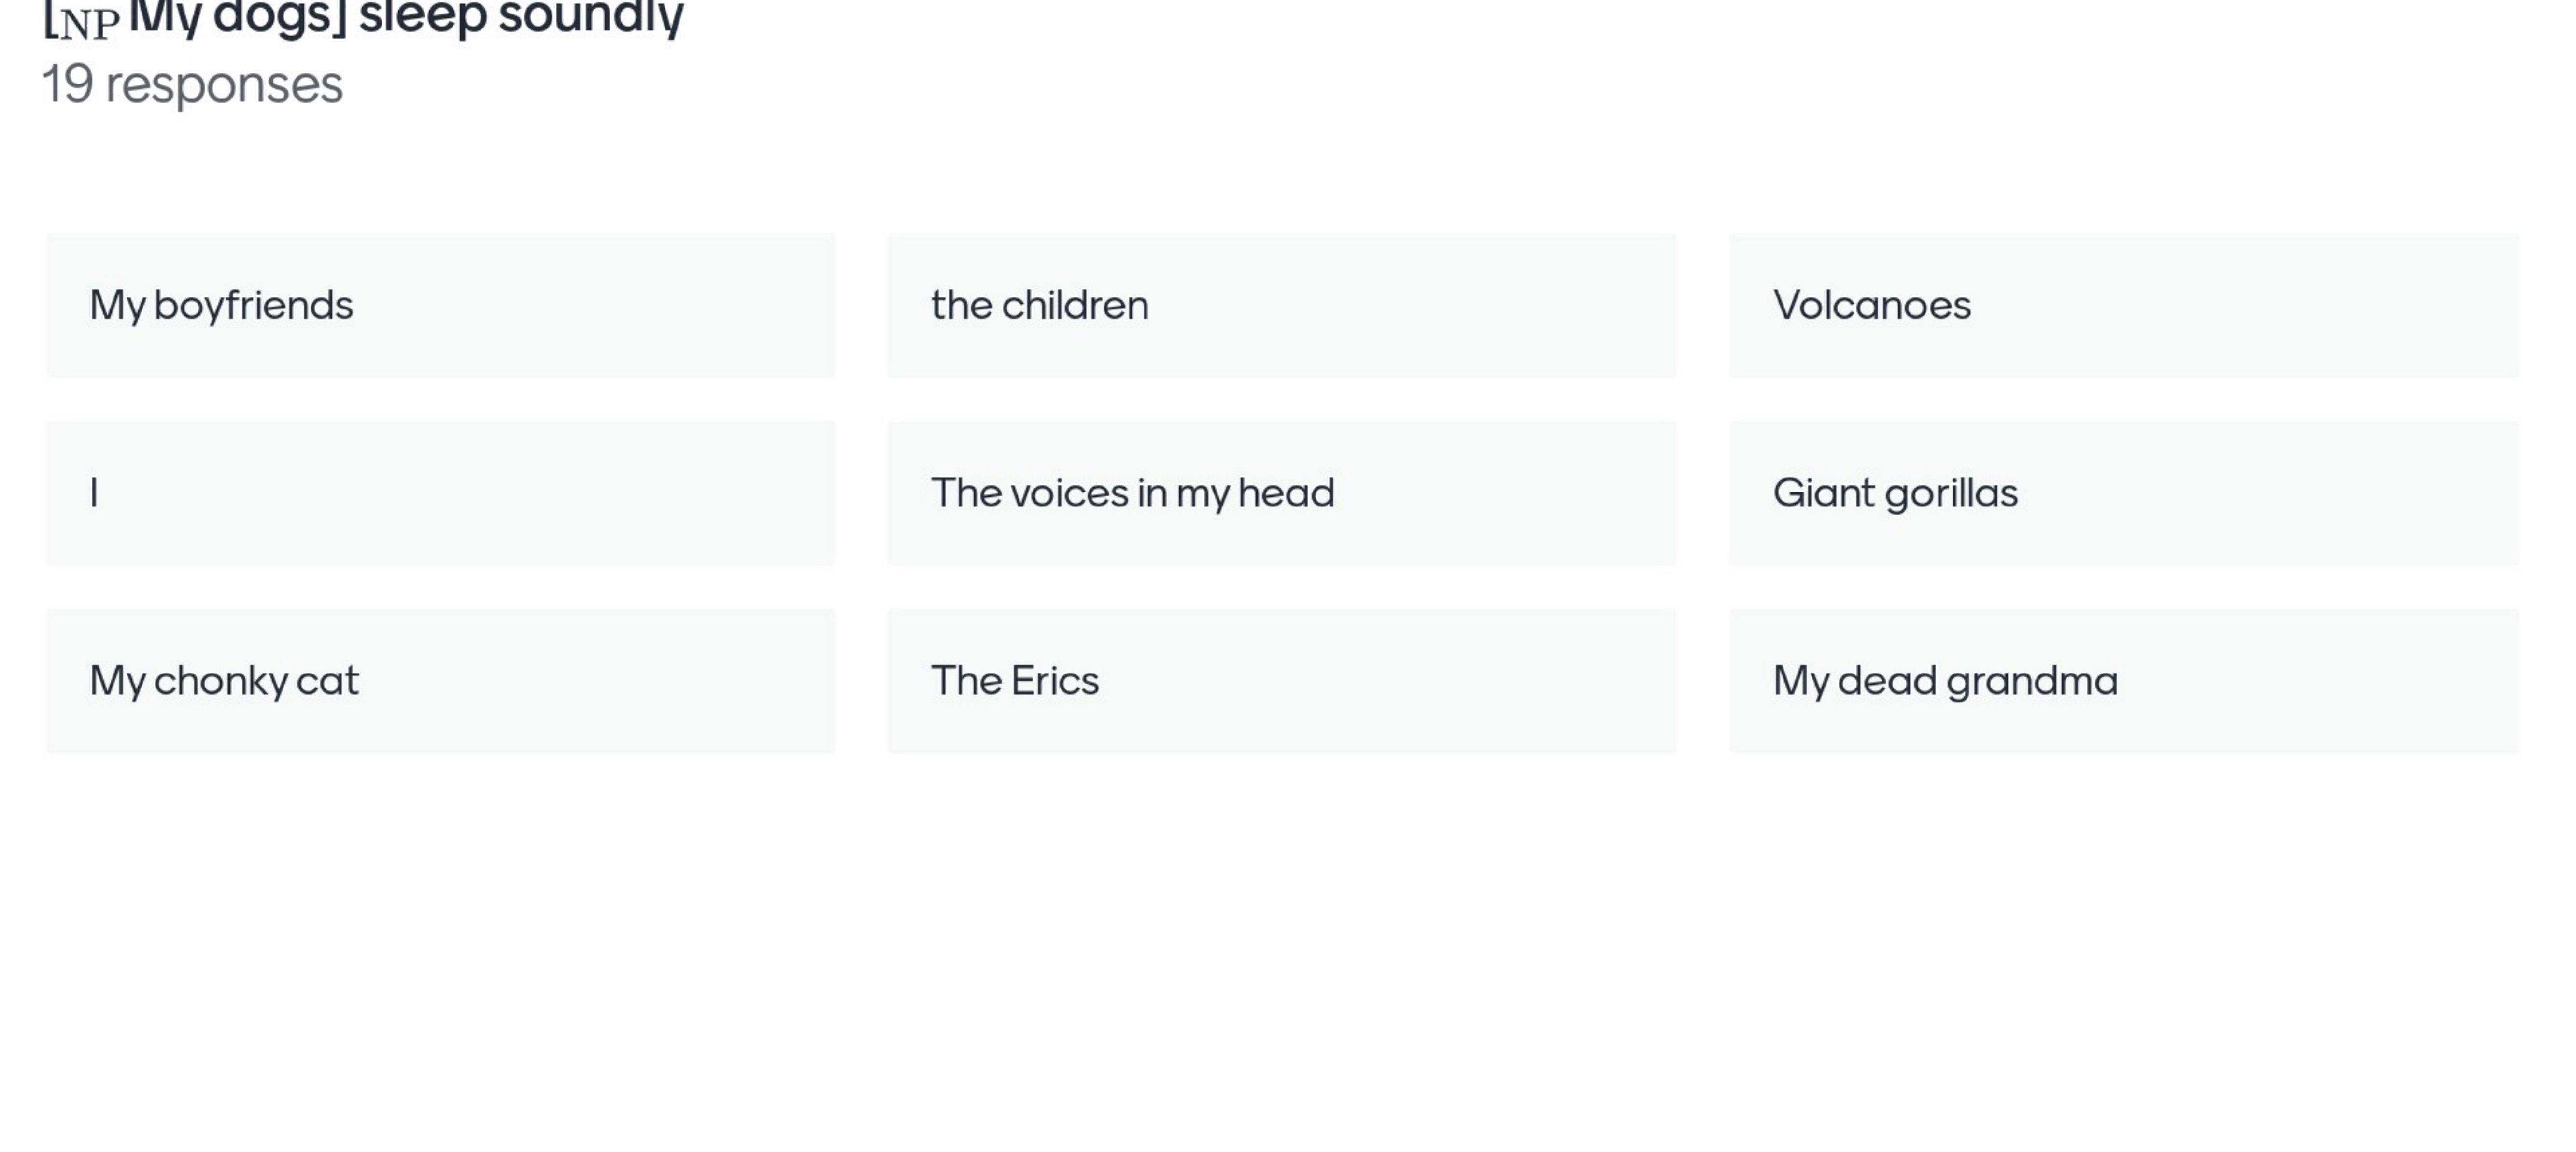 [NP My dogs] sleep soundly
19 responses
My boyfriends
the children
Volcanoes
I
The voices in my head
Giant gorillas
My chonky cat
The Erics
My dead grandma